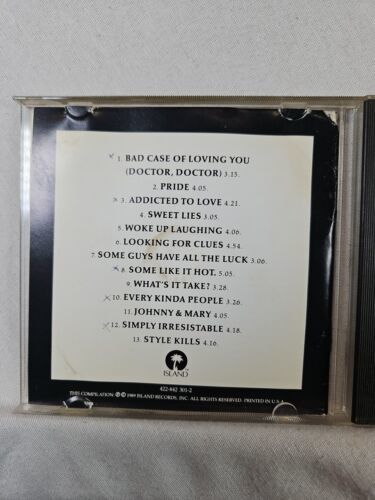 1. BAD CASE OF LOVING YOU
(DOCTOR, DOCTOR) 3.15.
2. PRIDE 4.05.
3. ADDICTED TO LOVE 4.21.
4. SWEET LIES 3.05.
5. WOKE UP LAUGHING 4.06.
6. LOOKING FOR CLUES 4.54.
7. SOME GUYS HAVE ALL THE LUCK 3.06.
8. SOME LIKE IT HOT. 5.05.
9. WHAT'S IT TAKE? 3.28.
10. EVERY KINDA PEOPLE 3.26.
11. JOHNNY & MARY 4.05.
12. SIMPLY IRRESISTABLE 4.18.
13. STYLE KILLS 4.16.
ISLAND
422-842 301-2
THIS COMPILATION ℗ © 1989 ISLAND RECORDS, INC. ALL RIGHTS RESERVED. PRINTED IN U.S.A.